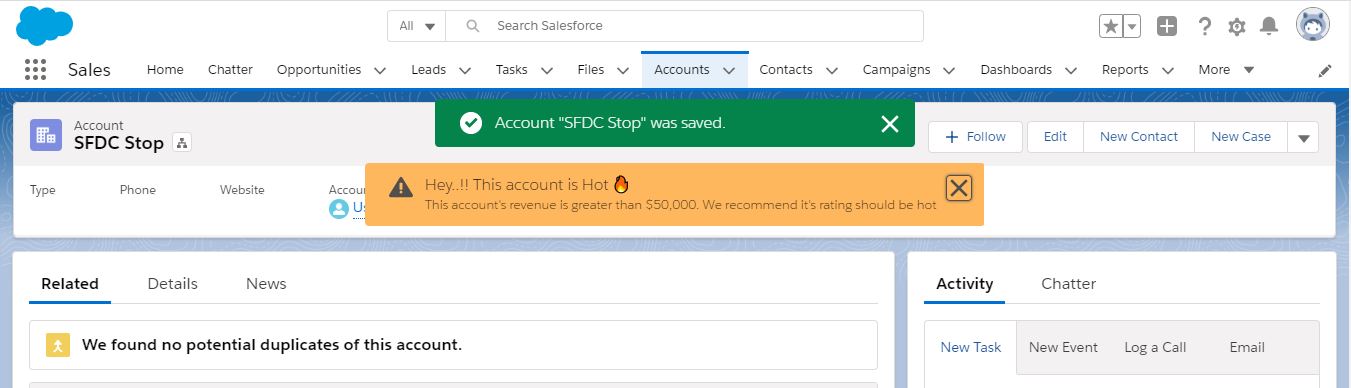 All
Search Salesforce
Sales Home Chatter Opportunities Leads Tasks Files Accounts Contacts Campaigns Dashboards Reports More
Account "SFDC Stop" was saved.
Account
SFDC Stop
+ Follow Edit New Contact New Case
Hey..!! This account is Hot 🔥
This account's revenue is greater than $50,000. We recommend it's rating should be hot
Type Phone Website
Related Details News
We found no potential duplicates of this account.
Activity Chatter
New Task New Event Log a Call Email